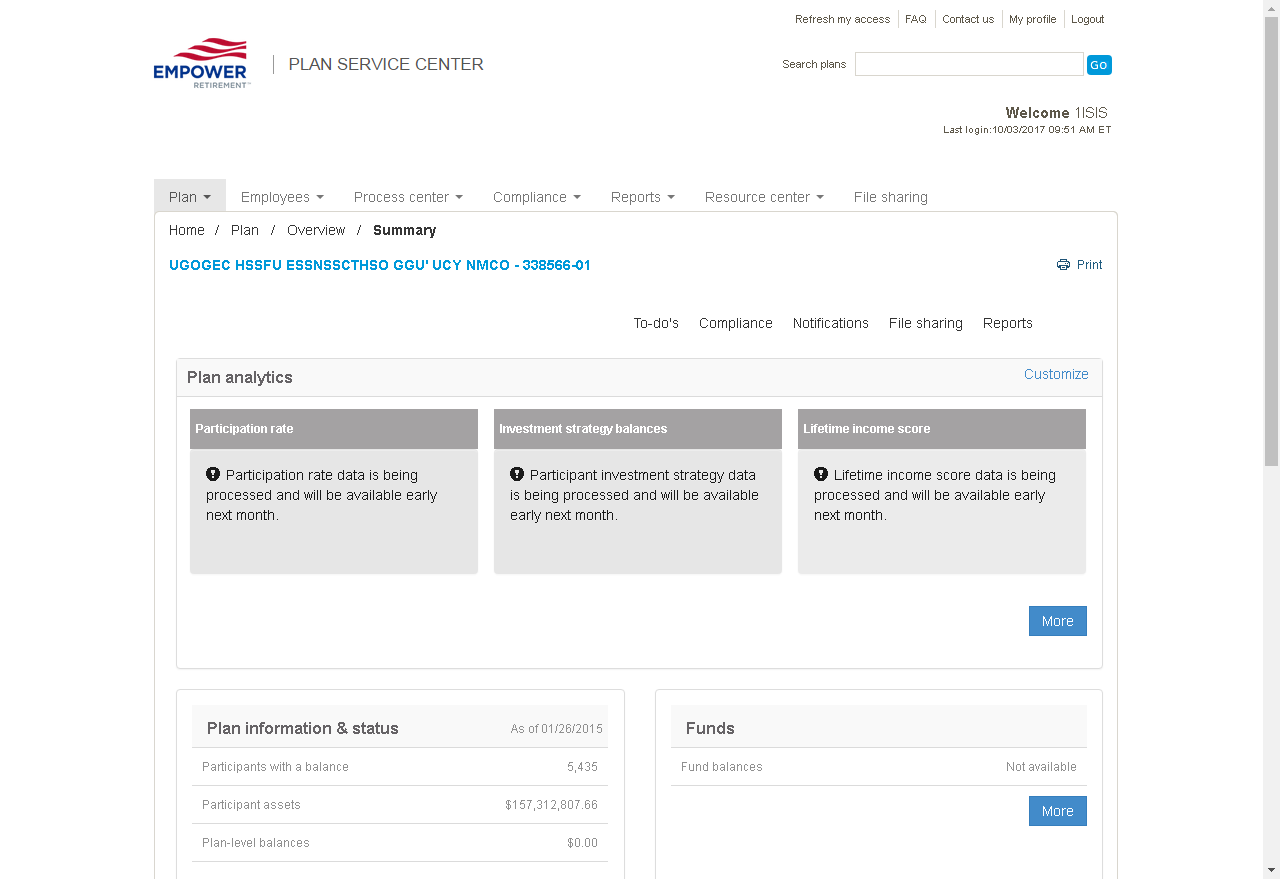 Refresh my access FAQ Contact us My profile Logout
EMPOWER
RETIREMENT™
PLAN SERVICE CENTER
Search plans Go
Welcome 1ISIS
Last login:10/03/2017 09:51 AM ET
Plan Employees Process center Compliance Reports Resource center File sharing
Home / Plan / Overview / Summary
UGOGEC HSSFU ESSNSSCTHSO GGU' UCY NMCO - 338566-01
Print
To-do's Compliance Notifications File sharing Reports
Plan analytics
Customize
Participation rate
Participation rate data is being
processed and will be available early
next month.
Investment strategy balances
Participant investment strategy data
is being processed and will be available
early next month.
Lifetime income score
Lifetime income score data is being
processed and will be available early
next month.
More
Plan information & status As of 01/26/2015
Participants with a balance 5,435
Participant assets $157,312,807.66
Plan-level balances $0.00
Funds
Fund balances Not available
More